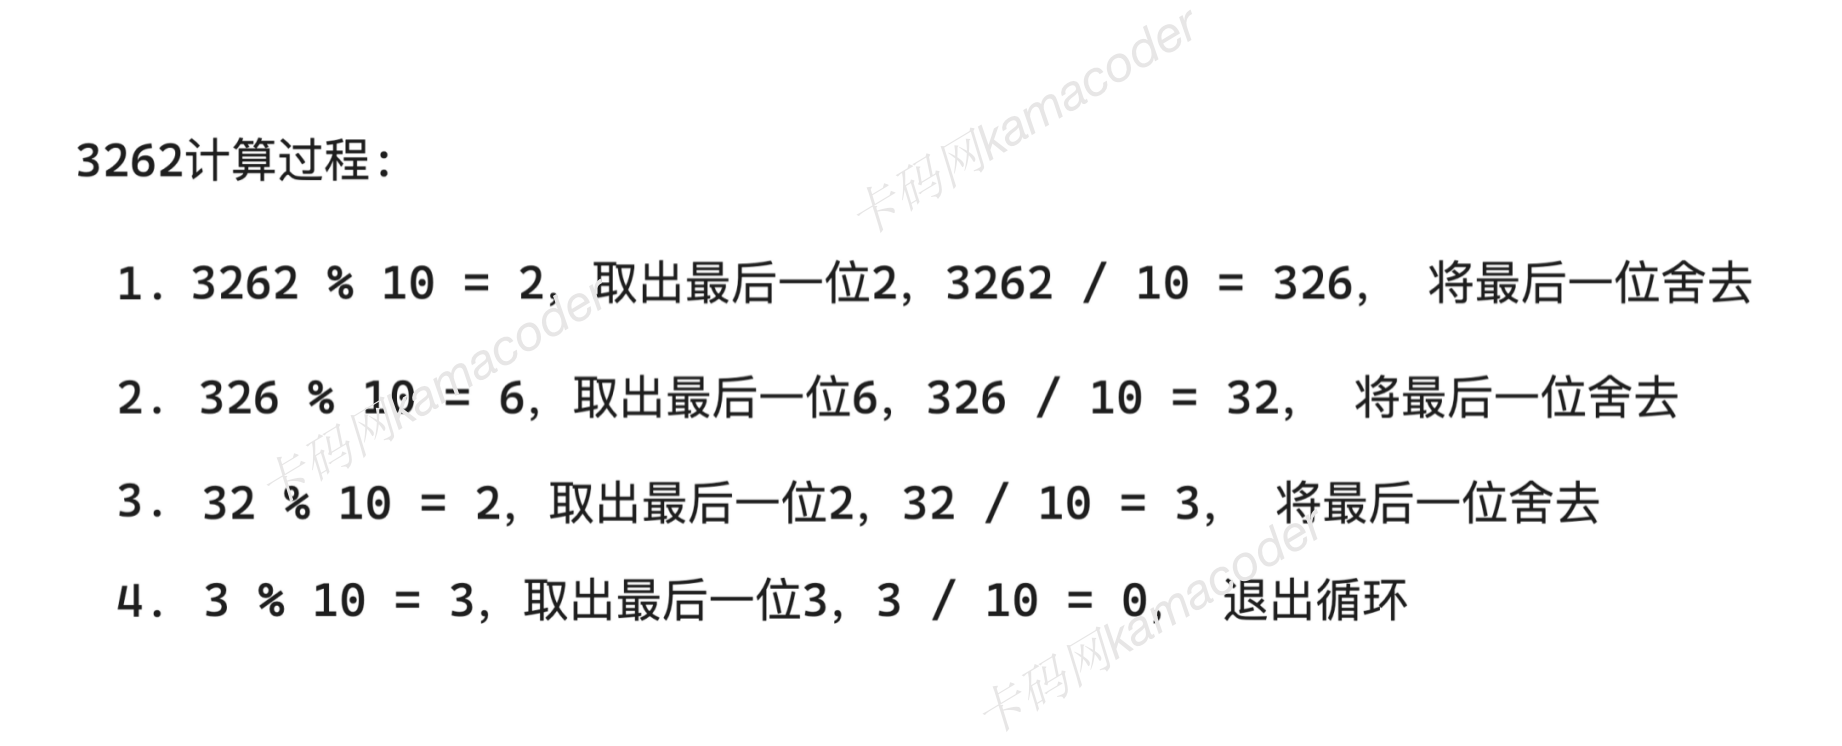 3262计算过程:
1. 3262 % 10 = 2, 取出最后一位2, 3262 / 10 = 326, 将最后一位舍去
2. 326 % 10 = 6, 取出最后一位6, 326 / 10 = 32, 将最后一位舍去
3. 32 % 10 = 2, 取出最后一位2, 32 / 10 = 3, 将最后一位舍去
4. 3 % 10 = 3, 取出最后一位3, 3 / 10 = 0, 退出循环
卡码网kamacoder
卡码网kamacoder
卡码网kamacoder